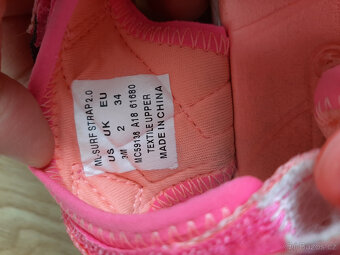 ML-SURF STRAP 2.0
US UK EU
3M 2 34
MC59138 A18 61680
TEXTILE UPPER
MADE IN CHINA